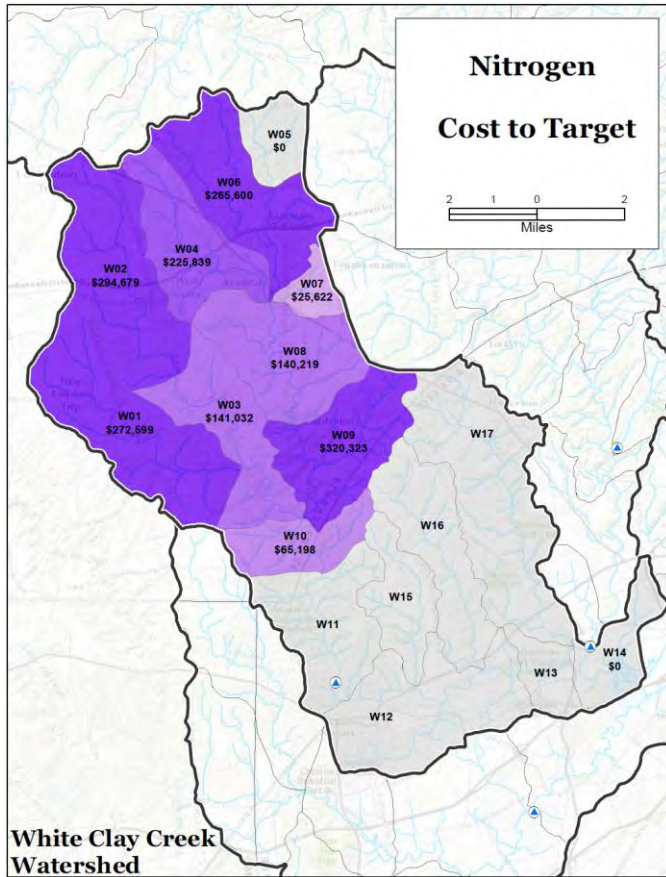 Nitrogen
Cost to Target
2 1 0 2
Miles
W05
$0
W06
$265,600
W04
$225,839
W02
$294,679
W07
$25,622
W08
$140,219
W03
$141,032
W01
$272,599
W09
$320,323
W17
W10
$65,198
W16
W15
W11
W14
$0
W13
W12
White Clay Creek
Watershed